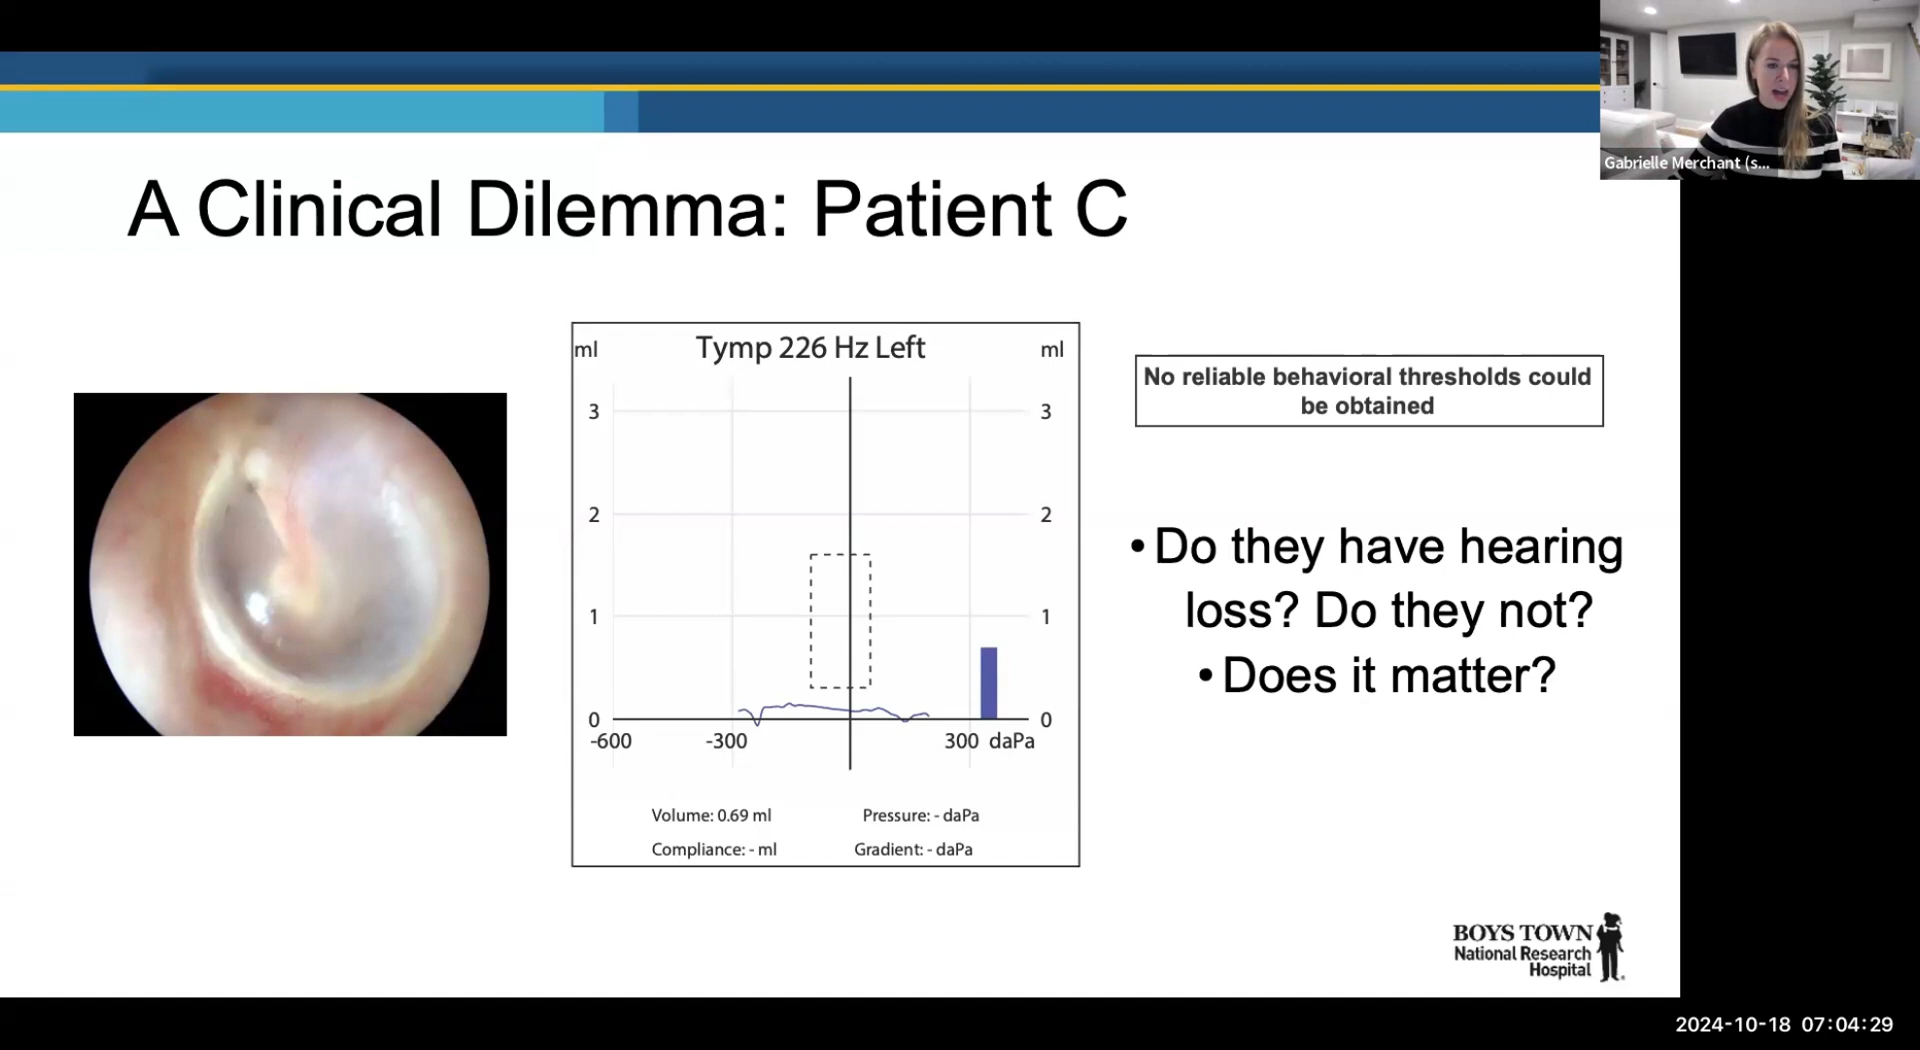 Gabrielle Merchant (s...
A Clinical Dilemma: Patient C
ml
Tymp 226 Hz Left
ml
3
3
2
2
1
1
0
0
-600
-300
300 daPa
Volume: 0.69 ml
Pressure: - daPa
Compliance: - ml
Gradient: - daPa
No reliable behavioral thresholds could
be obtained
• Do they have hearing
loss? Do they not?
• Does it matter?
BOYS TOWN
National Research
Hospital
2024-10-18 07:04:29